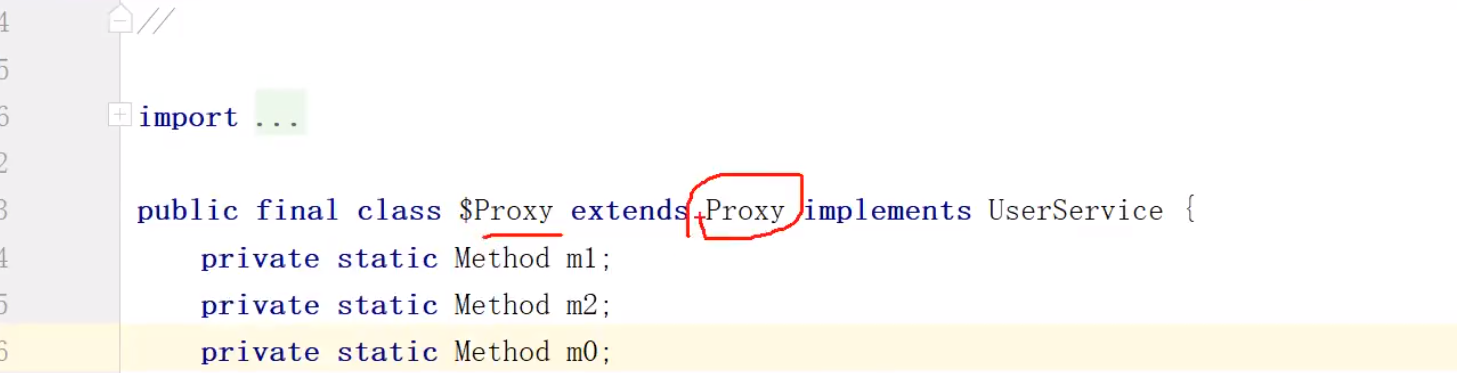 4 //
5
6 import ...
2
3 public final class $Proxy extends Proxy implements UserService {
4 private static Method m1;
5 private static Method m2;
6 private static Method m0;